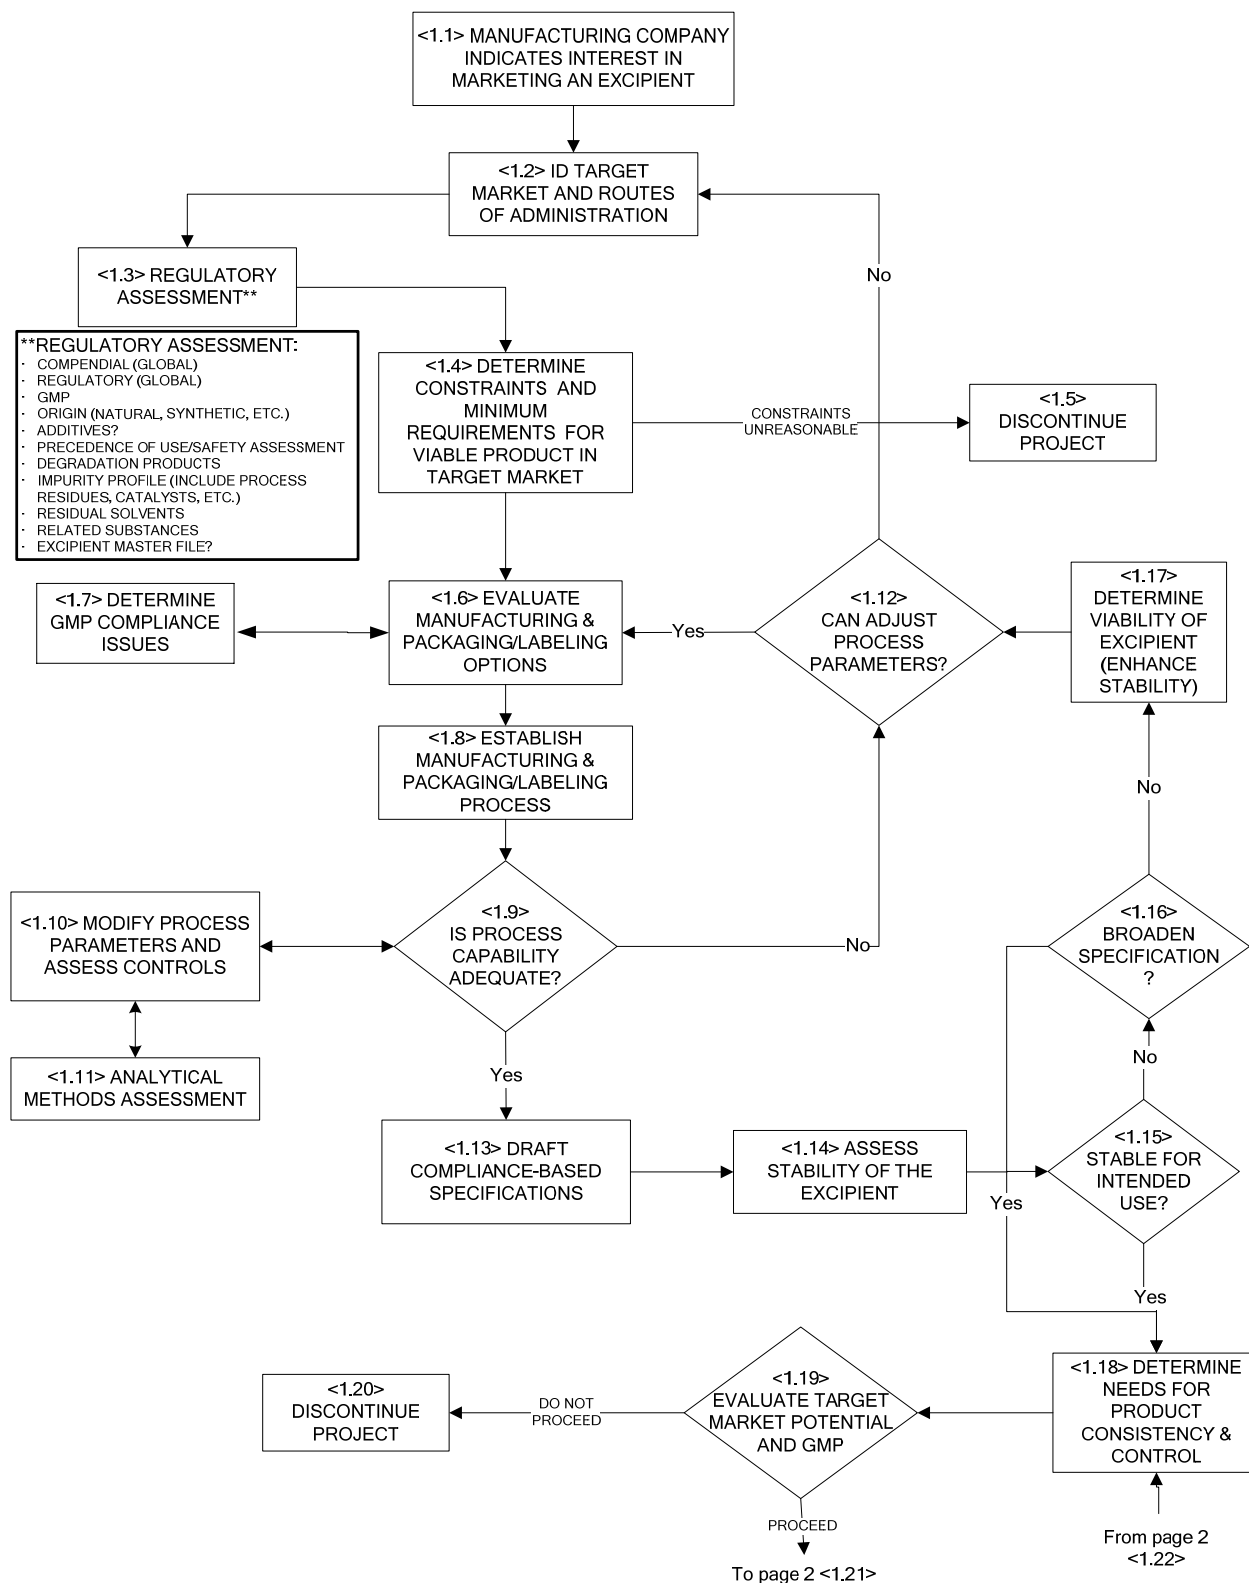 <1.1> MANUFACTURING COMPANY
INDICATES INTEREST IN
MARKETING AN EXCIPIENT
<1.2> ID TARGET
MARKET AND ROUTES
OF ADMINISTRATION
<1.3> REGULATORY
ASSESSMENT**
No
**REGULATORY ASSESSMENT:
· COMPENDIAL (GLOBAL)
· REGULATORY (GLOBAL)
· GMP
· ORIGIN (NATURAL, SYNTHETIC, ETC.)
· ADDITIVES?
· PRECEDENCE OF USE/SAFETY ASSESSMENT
· DEGRADATION PRODUCTS
· IMPURITY PROFILE (INCLUDE PROCESS
RESIDUES, CATALYSTS, ETC.)
· RESIDUAL SOLVENTS
· RELATED SUBSTANCES
· EXCIPIENT MASTER FILE?
<1.4> DETERMINE
CONSTRAINTS AND
MINIMUM
REQUIREMENTS FOR
VIABLE PRODUCT IN
TARGET MARKET
CONSTRAINTS
UNREASONABLE
<1.5>
DISCONTINUE
PROJECT
<1.7> DETERMINE
GMP COMPLIANCE
ISSUES
<1.6> EVALUATE
MANUFACTURING &
PACKAGING/LABELING
OPTIONS
Yes
<1.12>
CAN ADJUST
PROCESS
PARAMETERS?
<1.17>
DETERMINE
VIABILITY OF
EXCIPIENT
(ENHANCE
STABILITY)
<1.8> ESTABLISH
MANUFACTURING &
PACKAGING/LABELING
PROCESS
No
<1.10> MODIFY PROCESS
PARAMETERS AND
ASSESS CONTROLS
<1.9>
IS PROCESS
CAPABILITY
ADEQUATE?
No
<1.16>
BROADEN
SPECIFICATION
?
<1.11> ANALYTICAL
METHODS ASSESSMENT
Yes
No
<1.13> DRAFT
COMPLIANCE-BASED
SPECIFICATIONS
<1.14> ASSESS
STABILITY OF THE
EXCIPIENT
<1.15>
STABLE FOR
INTENDED
USE?
Yes
Yes
<1.20>
DISCONTINUE
PROJECT
DO NOT
PROCEED
<1.19>
EVALUATE TARGET
MARKET POTENTIAL
AND GMP
<1.18> DETERMINE
NEEDS FOR
PRODUCT
CONSISTENCY &
CONTROL
PROCEED
To page 2 <1.21>
From page 2
<1.22>